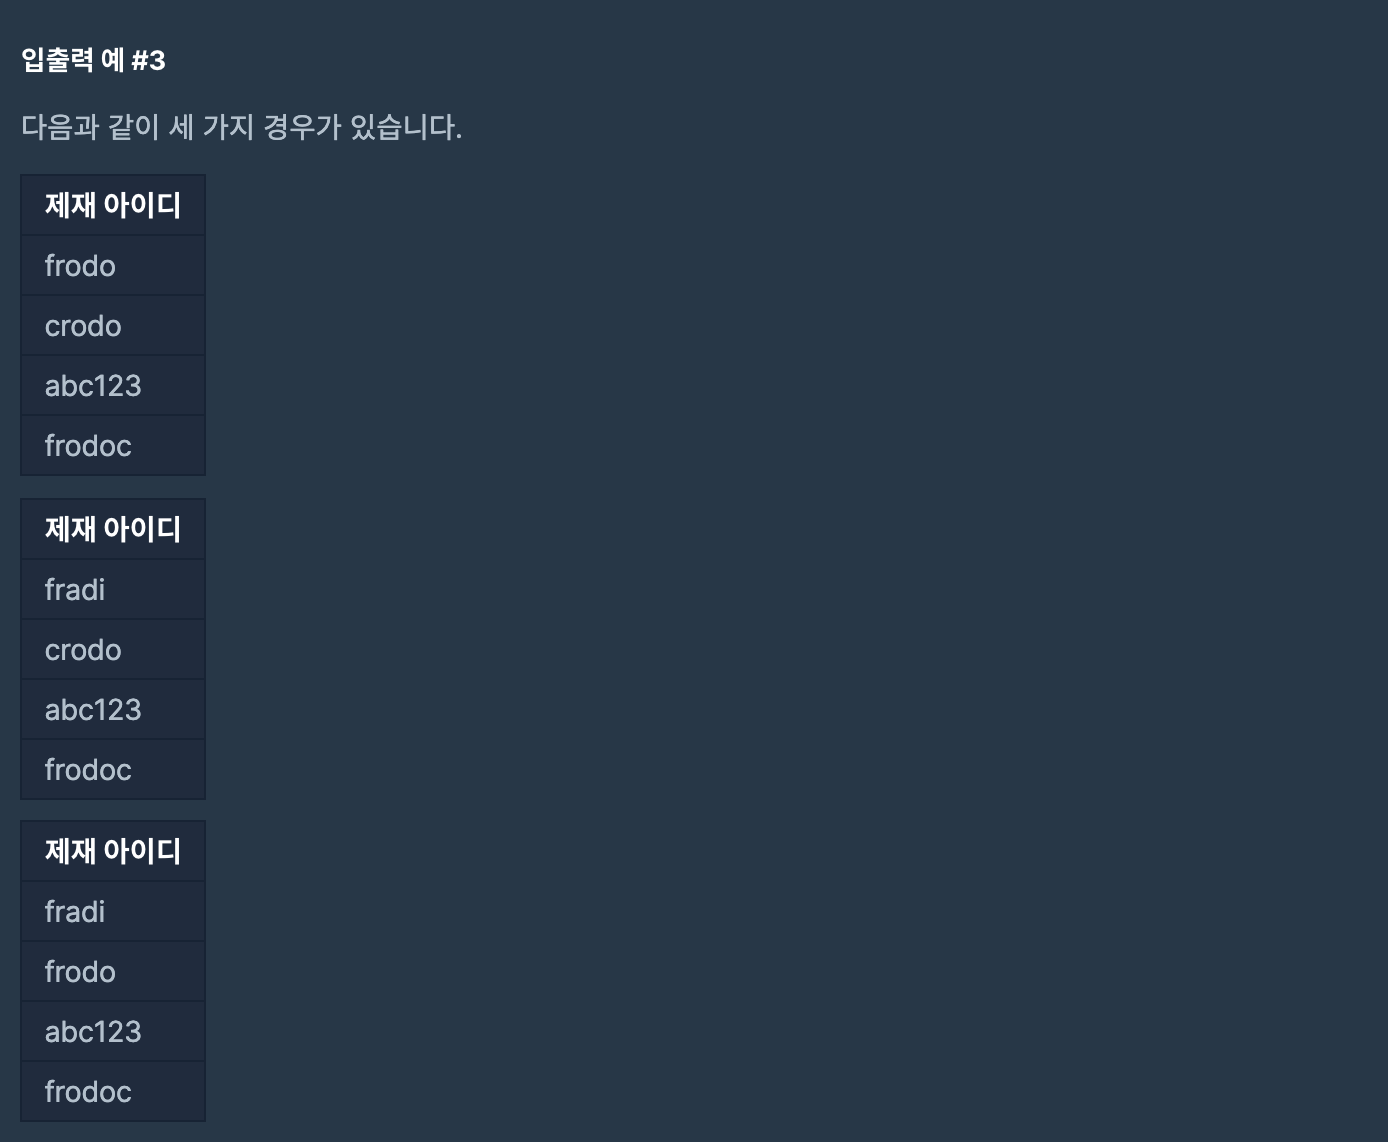 입출력 예 #3
다음과 같이 세 가지 경우가 있습니다.
제재 아이디
frodo
crodo
abc123
frodoc
제재 아이디
fradi
crodo
abc123
frodoc
제재 아이디
fradi
frodo
abc123
frodoc